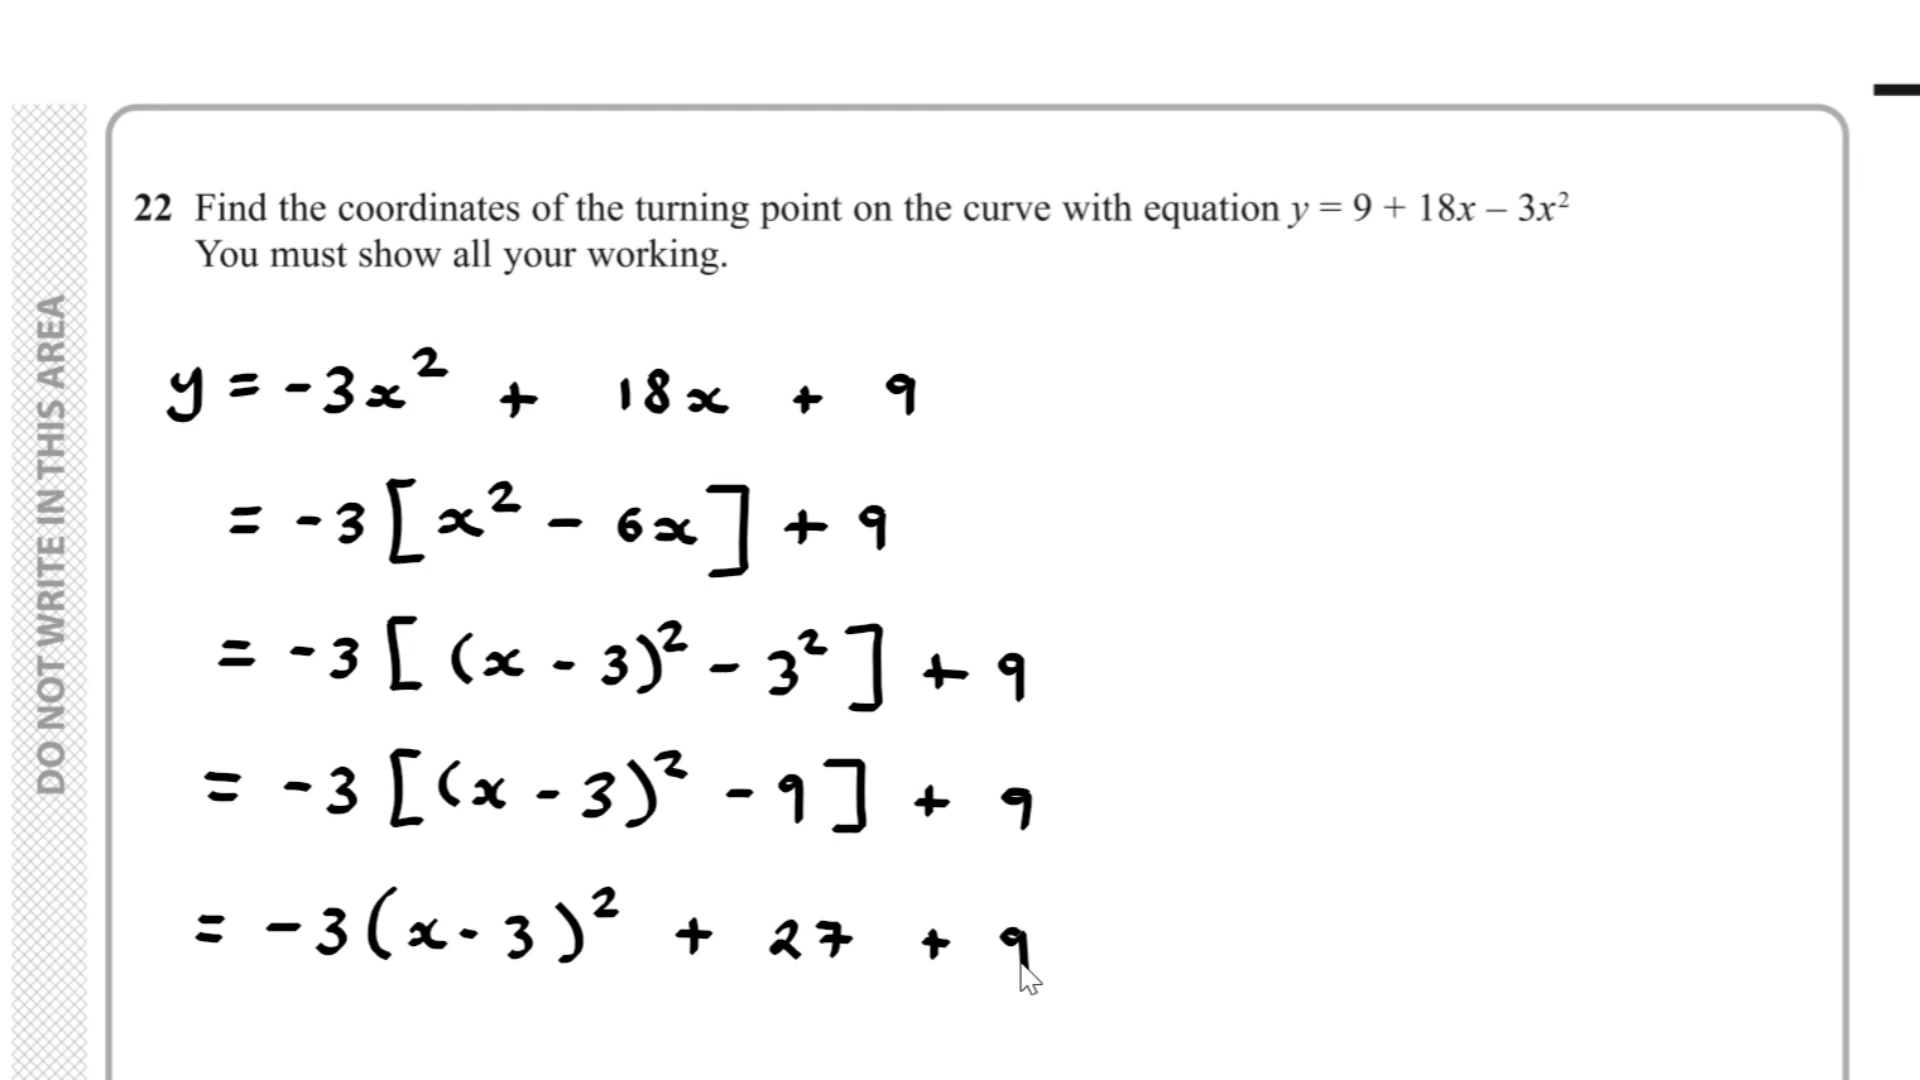 DO NOT WRITE IN THIS AREA
22 Find the coordinates of the turning point on the curve with equation y = 9 + 18x – 3x²
You must show all your working.
y = -3x² + 18x + 9
= -3[x² - 6x] + 9
= -3[(x - 3)² - 3²] + 9
= -3[(x - 3)² - 9] + 9
= -3(x - 3)² + 27 + 9